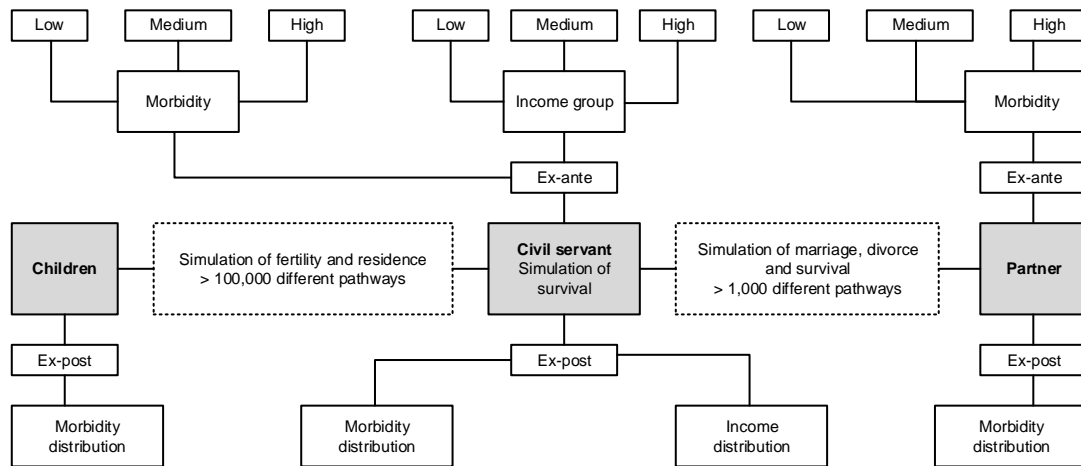 Low
Medium
High
Low
Medium
High
Low
Medium
High
Morbidity
Income group
Morbidity
Ex-ante
Ex-ante
Children
Simulation of fertility and residence
> 100,000 different pathways
Civil servant
Simulation of
survival
Simulation of marriage, divorce
and survival
> 1,000 different pathways
Partner
Ex-post
Ex-post
Ex-post
Morbidity
distribution
Morbidity
distribution
Income
distribution
Morbidity
distribution